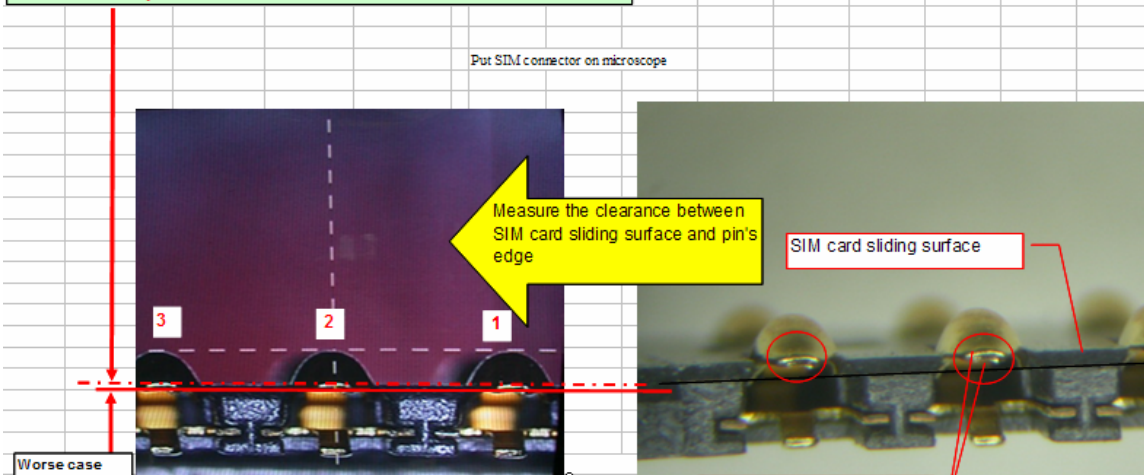 Put SIM connector on microscope
Measure the clearance between
SIM card sliding surface and pin's
edge
SIM card sliding surface
3
2
1
Worse case